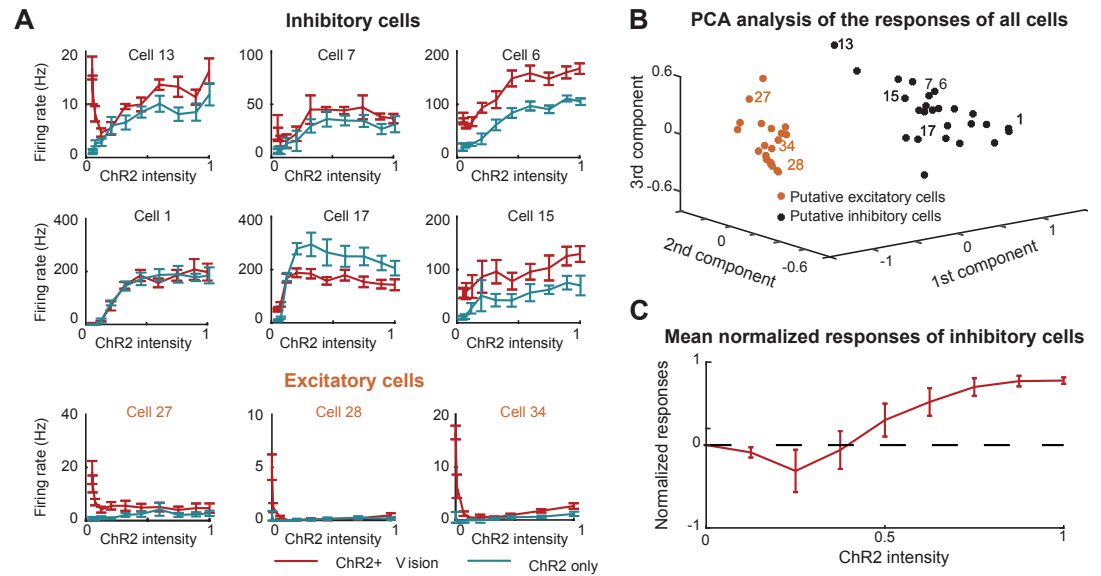 A
Inhibitory cells
Cell 13
Cell 7
Cell 6
Firing rate (Hz)
20
10
0
0
1
ChR2 intensity
100
50
0
0
1
ChR2 intensity
200
100
0
0
1
ChR2 intensity
Cell 1
Cell 17
Cell 15
Firing rate (Hz)
400
200
0
0
1
ChR2 intensity
400
200
0
0
1
ChR2 intensity
200
100
0
0
1
ChR2 intensity
Excitatory cells
Cell 27
Cell 28
Cell 34
Firing rate (Hz)
40
20
0
0
1
ChR2 intensity
10
5
0
0
1
ChR2 intensity
20
10
0
0
1
ChR2 intensity
ChR2+ Vision
ChR2 only
B
PCA analysis of the responses of all cells
13
7 6
15
27
1
17
34
28
0.6
0
-0.6
3rd component
Putative excitatory cells
Putative inhibitory cells
0
-0.6
2nd component
-1
0
1
1st component
C
Mean normalized responses of inhibitory cells
1
0
-1
Normalized responses
0
0.5
1
ChR2 intensity